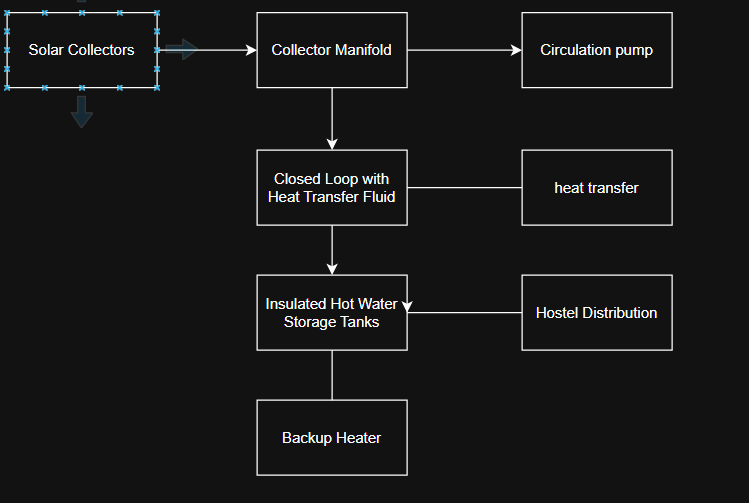 Solar Collectors
Collector Manifold
Circulation pump
Closed Loop with
Heat Transfer Fluid
heat transfer
Insulated Hot Water
Storage Tanks
Hostel Distribution
Backup Heater